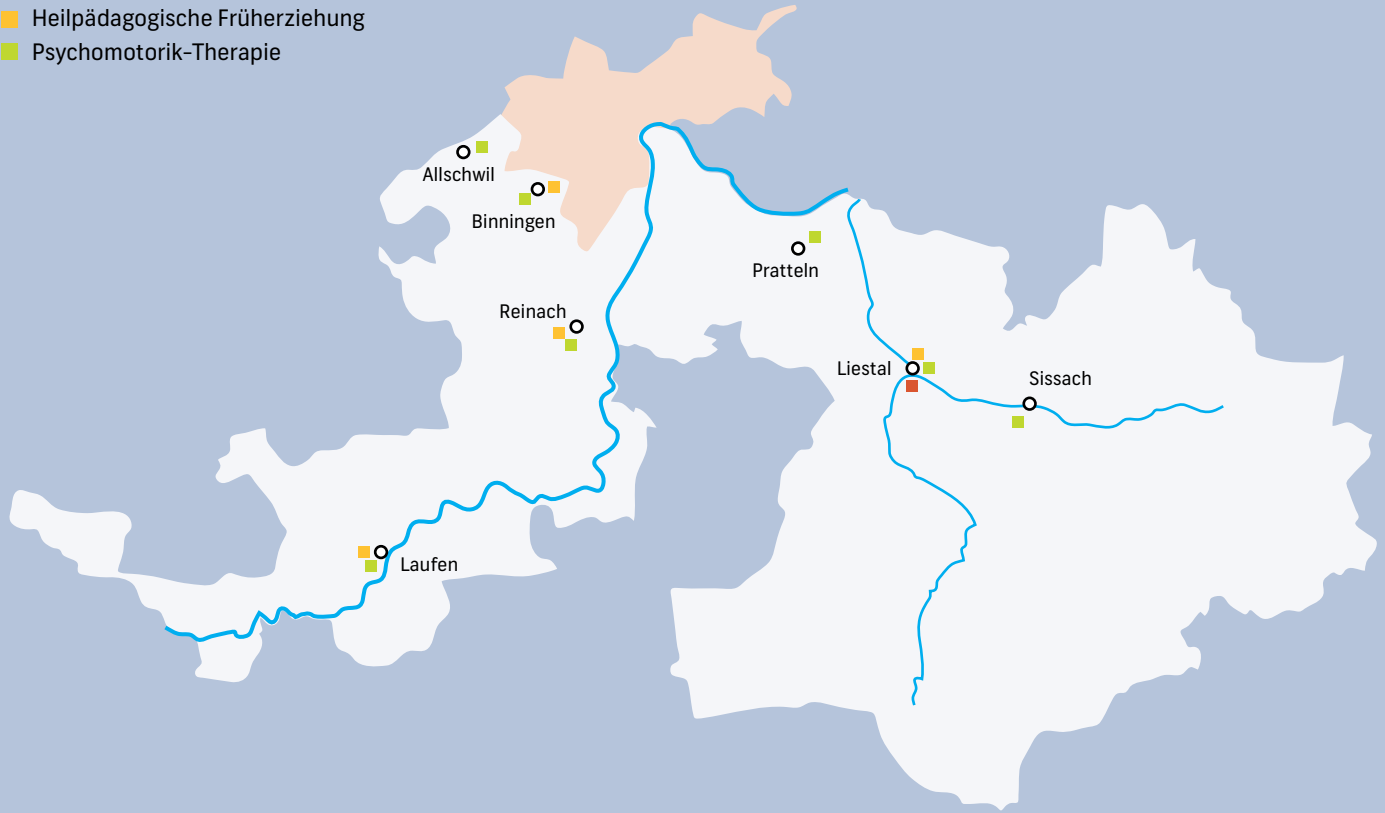 Heilpädagogische Früherziehung
Psychomotorik-Therapie
Allschwil
Binningen
Pratteln
Reinach
Liestal
Sissach
Laufen